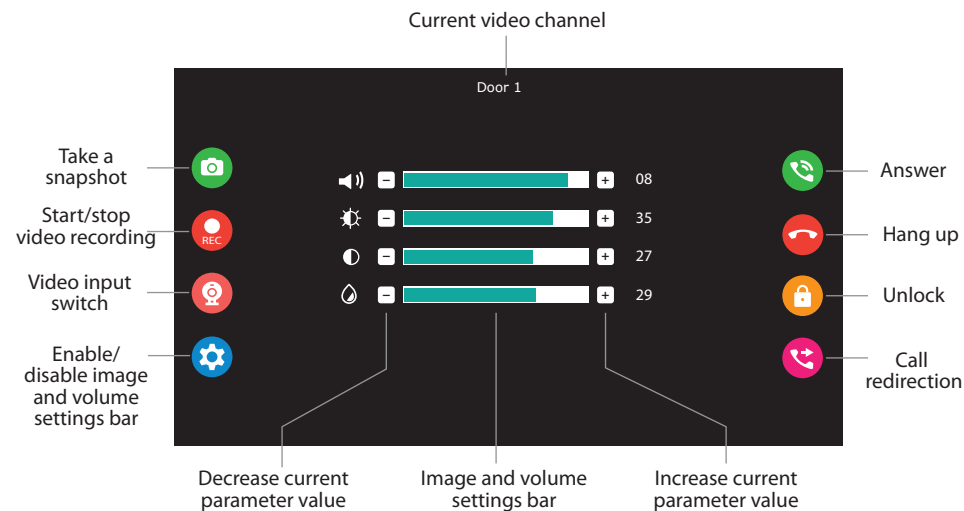 Current video channel
Door 1
Take a
snapshot
Start/stop
video recording
REC
Video input
switch
Enable/
disable image
and volume
settings bar
08
35
27
29
Answer
Hang up
Unlock
Call
redirection
Decrease current
parameter value
Image and volume
settings bar
Increase current
parameter value